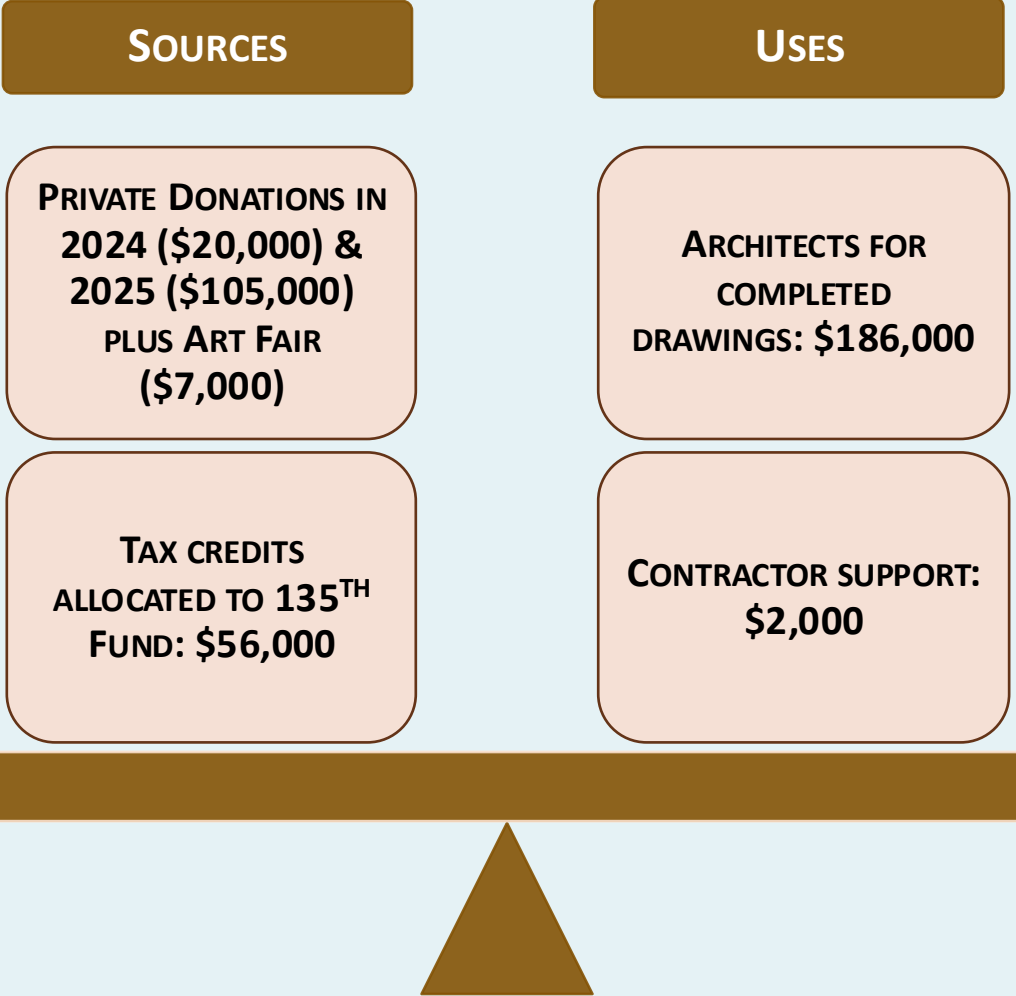 SOURCES
USES
PRIVATE DONATIONS IN
2024 ($20,000) &
2025 ($105,000)
PLUS ART FAIR
($7,000)
ARCHITECTS FOR
COMPLETED
DRAWINGS: $186,000
TAX CREDITS
ALLOCATED TO 135TH
FUND: $56,000
CONTRACTOR SUPPORT:
$2,000